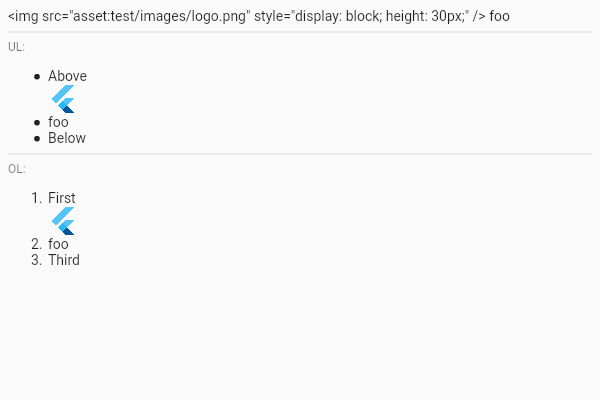 <img src="asset:test/images/logo.png" style="display: block; height: 30px;" /> foo
UL:
● Above
● foo
● Below
OL:
1. First
2. foo
3. Third